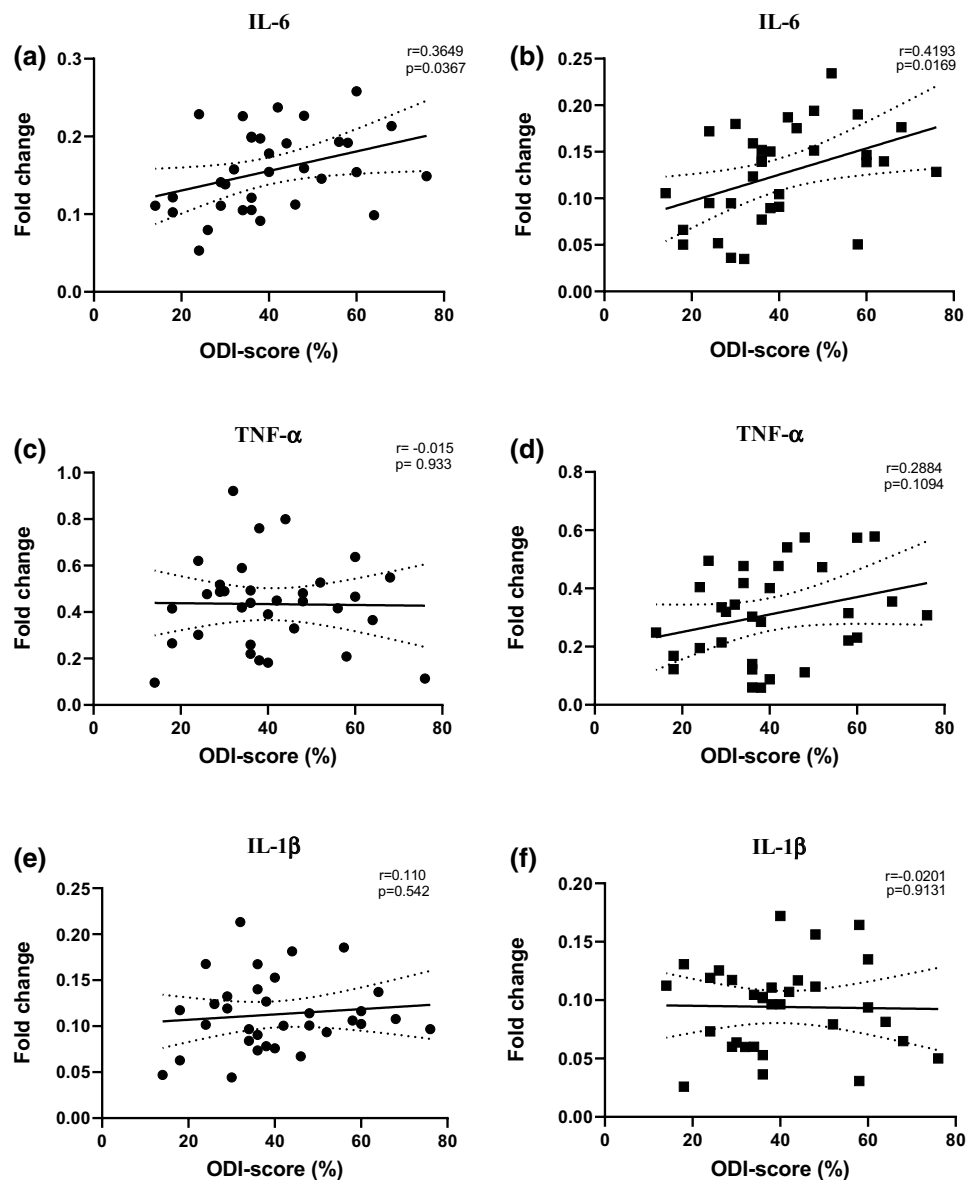 IL-6
(a)
r=0.3649
p=0.0367
Fold change
0.3
0.2
0.1
0.0
0 20 40 60 80
ODI-score (%)
IL-6
(b)
r=0.4193
p=0.0169
Fold change
0.25
0.20
0.15
0.10
0.05
0.00
0 20 40 60 80
ODI-score (%)
TNF-α
(c)
r= -0.015
p= 0.933
Fold change
1.0
0.8
0.6
0.4
0.2
0.0
0 20 40 60 80
ODI-score (%)
TNF-α
(d)
r=0.2884
p=0.1094
Fold change
0.8
0.6
0.4
0.2
0.0
0 20 40 60 80
ODI-score (%)
IL-1β
(e)
r=0.110
p=0.542
Fold change
0.25
0.20
0.15
0.10
0.05
0.00
0 20 40 60 80
ODI-score (%)
IL-1β
(f)
r=-0.0201
p=0.9131
Fold change
0.20
0.15
0.10
0.05
0.00
0 20 40 60 80
ODI-score (%)